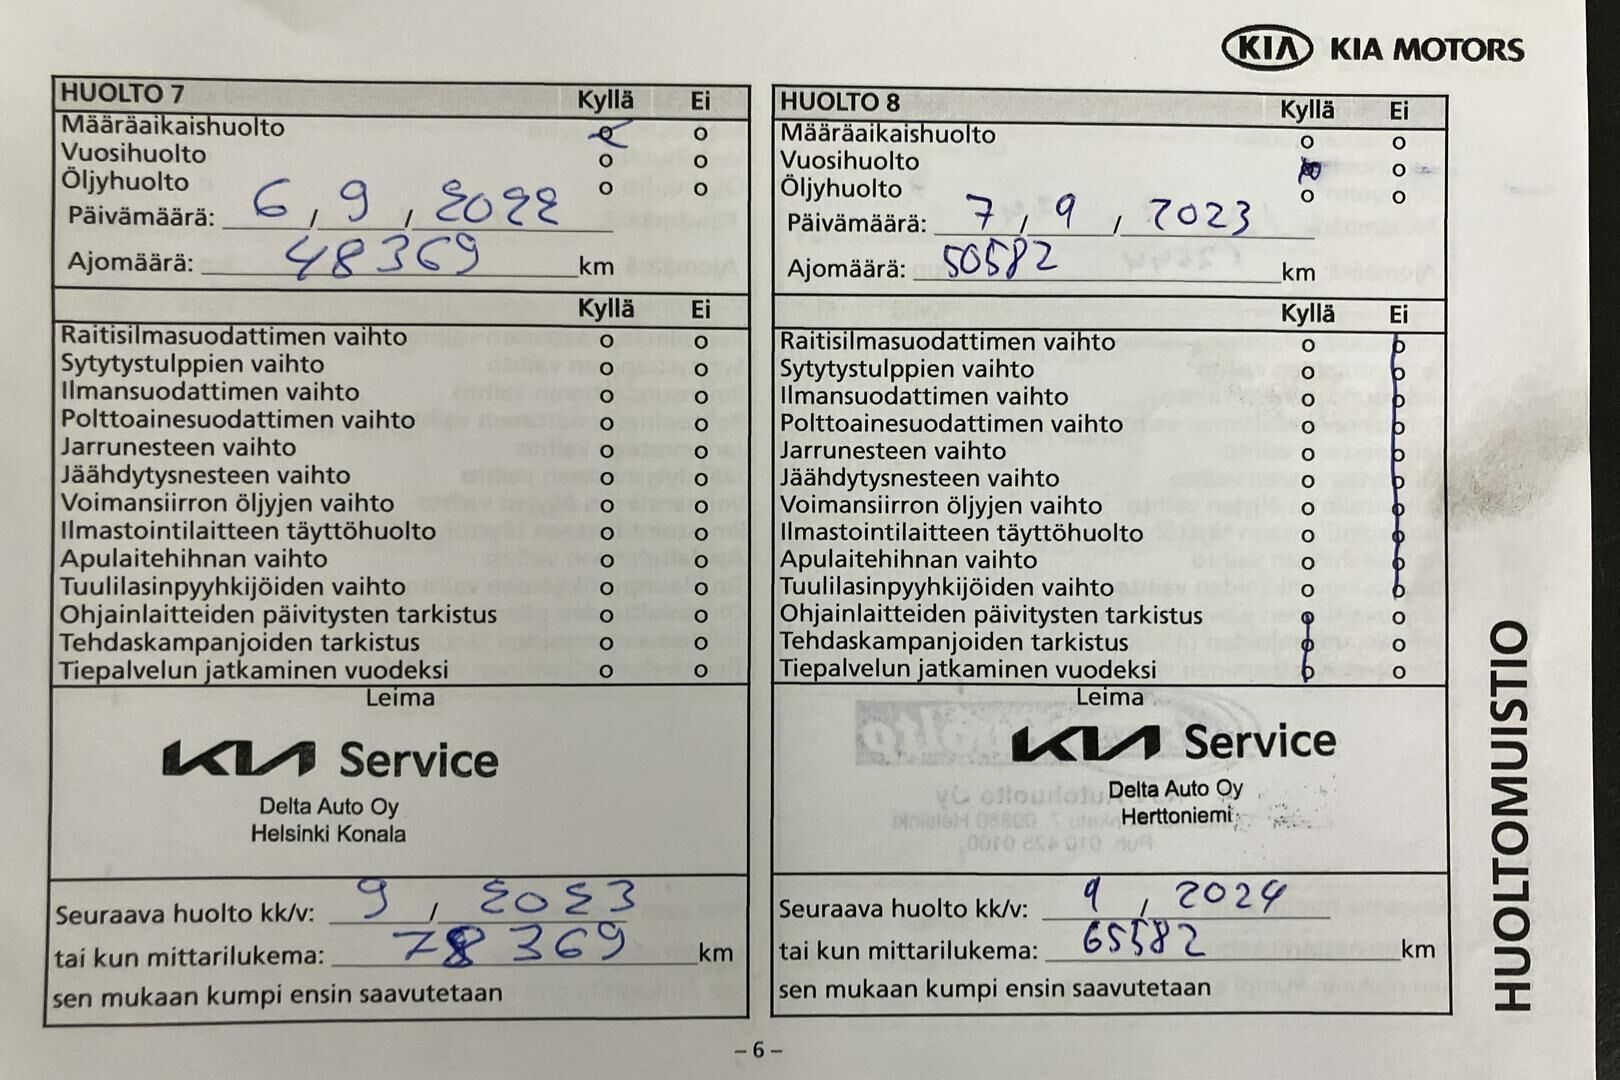 KIA KIA MOTORS
HUOLTO 7 Kyllä Ei
Määräaikaishuolto o o
Vuosihuolto o o
Öljyhuolto o o
Päivämäärä: 6 / 9 / 2022
Ajomäärä: 48369 km
Kyllä Ei
Raitisilmasuodattimen vaihto o o
Sytytystulppien vaihto o o
Ilmansuodattimen vaihto o o
Polttoainesuodattimen vaihto o o
Jarrunesteen vaihto o o
Jäähdytysnesteen vaihto o o
Voimansiirron öljyjen vaihto o o
Ilmastointilaitteen täyttöhuolto o o
Apulaitehihnan vaihto o o
Tuulilasinpyyhkijöiden vaihto o o
Ohjainlaitteiden päivitysten tarkistus o o
Tehdaskampanjoiden tarkistus o o
Tiepalvelun jatkaminen vuodeksi o o
Leima
KIA Service
Delta Auto Oy
Helsinki Konala
Seuraava huolto kk/v: 9 / 2023
tai kun mittarilukema: 78 369 km
sen mukaan kumpi ensin saavutetaan
HUOLTO 8 Kyllä Ei
Määräaikaishuolto o o
Vuosihuolto o o
Öljyhuolto o o
Päivämäärä: 7 / 9 / 2023
Ajomäärä: 50582 km
Kyllä Ei
Raitisilmasuodattimen vaihto o o
Sytytystulppien vaihto o o
Ilmansuodattimen vaihto o o
Polttoainesuodattimen vaihto o o
Jarrunesteen vaihto o o
Jäähdytysnesteen vaihto o o
Voimansiirron öljyjen vaihto o o
Ilmastointilaitteen täyttöhuolto o o
Apulaitehihnan vaihto o o
Tuulilasinpyyhkijöiden vaihto o o
Ohjainlaitteiden päivitysten tarkistus o o
Tehdaskampanjoiden tarkistus o o
Tiepalvelun jatkaminen vuodeksi o o
Leima
KIA Service
Delta Auto Oy
Herttoniemi
Seuraava huolto kk/v: 9 / 2024
tai kun mittarilukema: 65582 km
sen mukaan kumpi ensin saavutetaan
HUOLTOMUISTIO
– 6 –